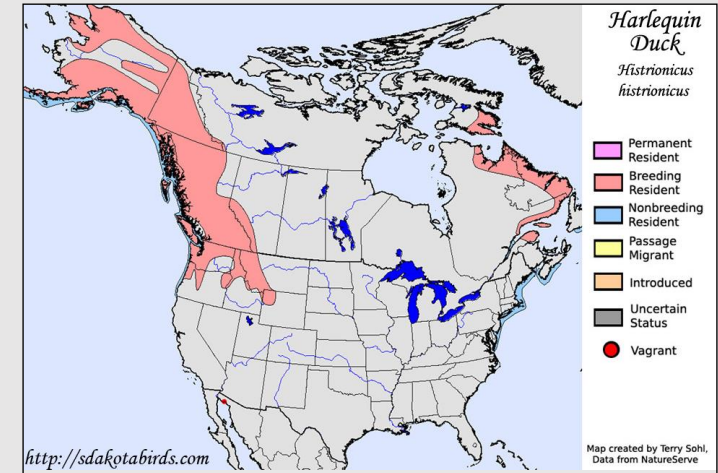 Harlequin
Duck
Histrionicus
histrionicus
Permanent
Resident
Breeding
Resident
Nonbreeding
Resident
Passage
Migrant
Introduced
Uncertain
Status
Vagrant
Map created by Terry Sohl,
Data from NatureServe
http://sdakotabirds.com